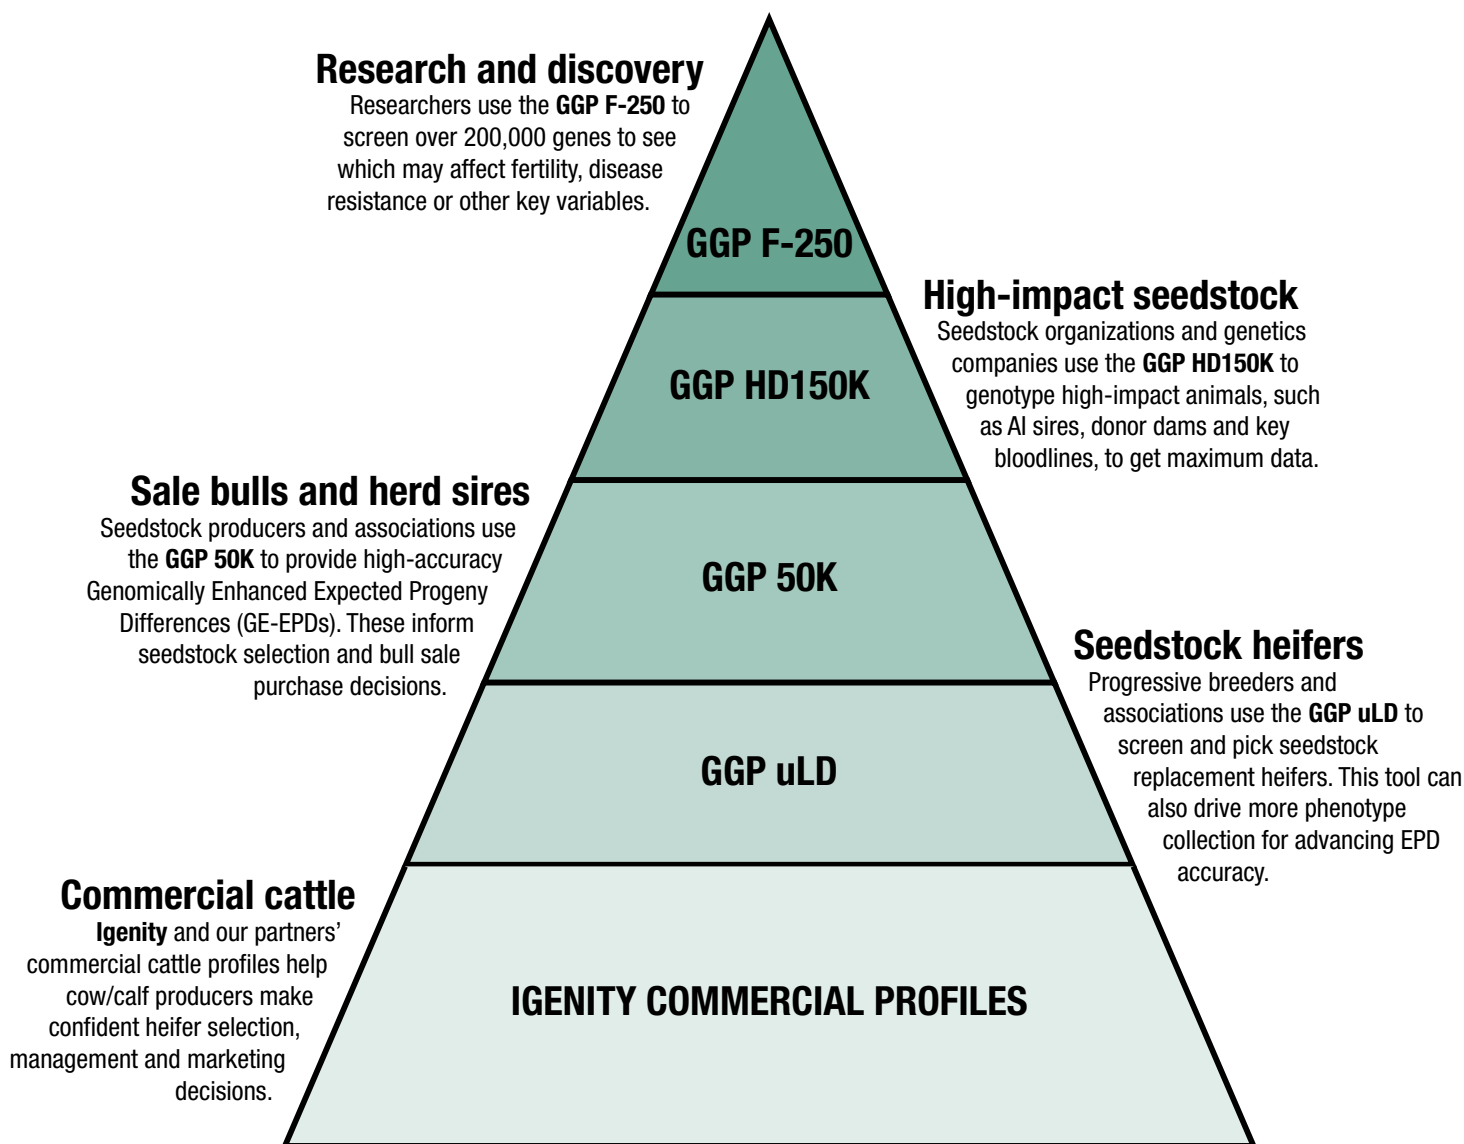 Research and discovery
Researchers use the GGP F-250 to
screen over 200,000 genes to see
which may affect fertility, disease
resistance or other key variables.
GGP F-250
High-impact seedstock
Seedstock organizations and genetics
companies use the GGP HD150K to
genotype high-impact animals, such
as AI sires, donor dams and key
bloodlines, to get maximum data.
GGP HD150K
Sale bulls and herd sires
Seedstock producers and associations use
the GGP 50K to provide high-accuracy
Genomically Enhanced Expected Progeny
Differences (GE-EPDs). These inform
seedstock selection and bull sale
purchase decisions.
GGP 50K
Seedstock heifers
Progressive breeders and
associations use the GGP uLD to
screen and pick seedstock
replacement heifers. This tool can
also drive more phenotype
collection for advancing EPD
accuracy.
GGP uLD
Commercial cattle
Igenity and our partners’
commercial cattle profiles help
cow/calf producers make
confident heifer selection,
management and marketing
decisions.
IGENITY COMMERCIAL PROFILES